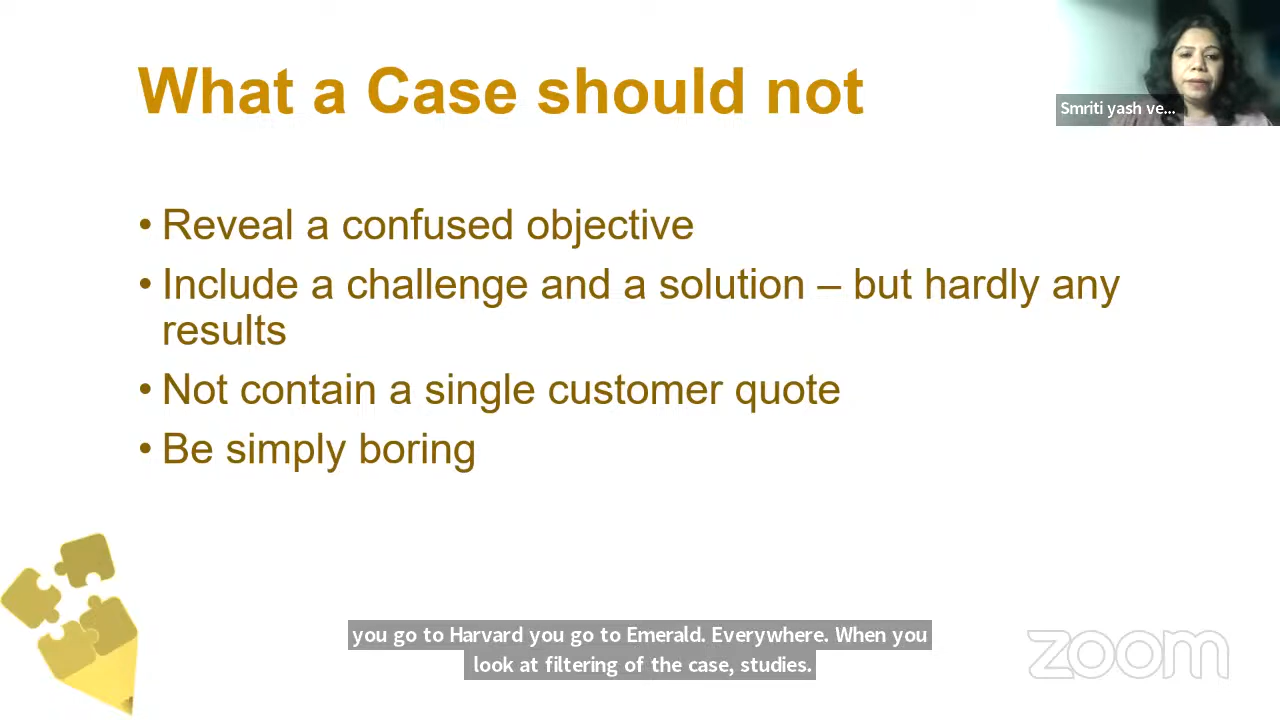 What a Case should not
Smriti yash ve...
• Reveal a confused objective
• Include a challenge and a solution – but hardly any
results
• Not contain a single customer quote
• Be simply boring
you go to Harvard you go to Emerald. Everywhere. When you
look at filtering of the case, studies.
zoom